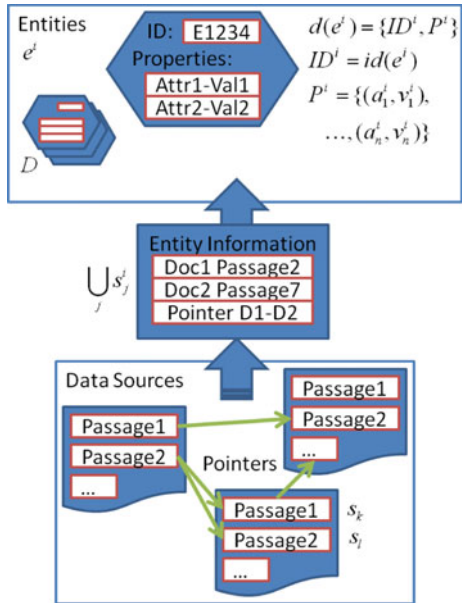 Entities
e^i
ID: E1234
Properties:
Attr1-Val1
Attr2-Val2
D
d(e^i) = {ID^i, P^i}
ID^i = id(e^i)
P^i = {(a_1^i, v_1^i),
…, (a_n^i, v_n^i)}
Entity Information
Doc1 Passage2
Doc2 Passage7
Pointer D1-D2
⋃_j s_j^i
Data Sources
Passage1
Passage2
...
Pointers
Passage1
Passage2
...
Passage1
Passage2
...
s_k
s_l